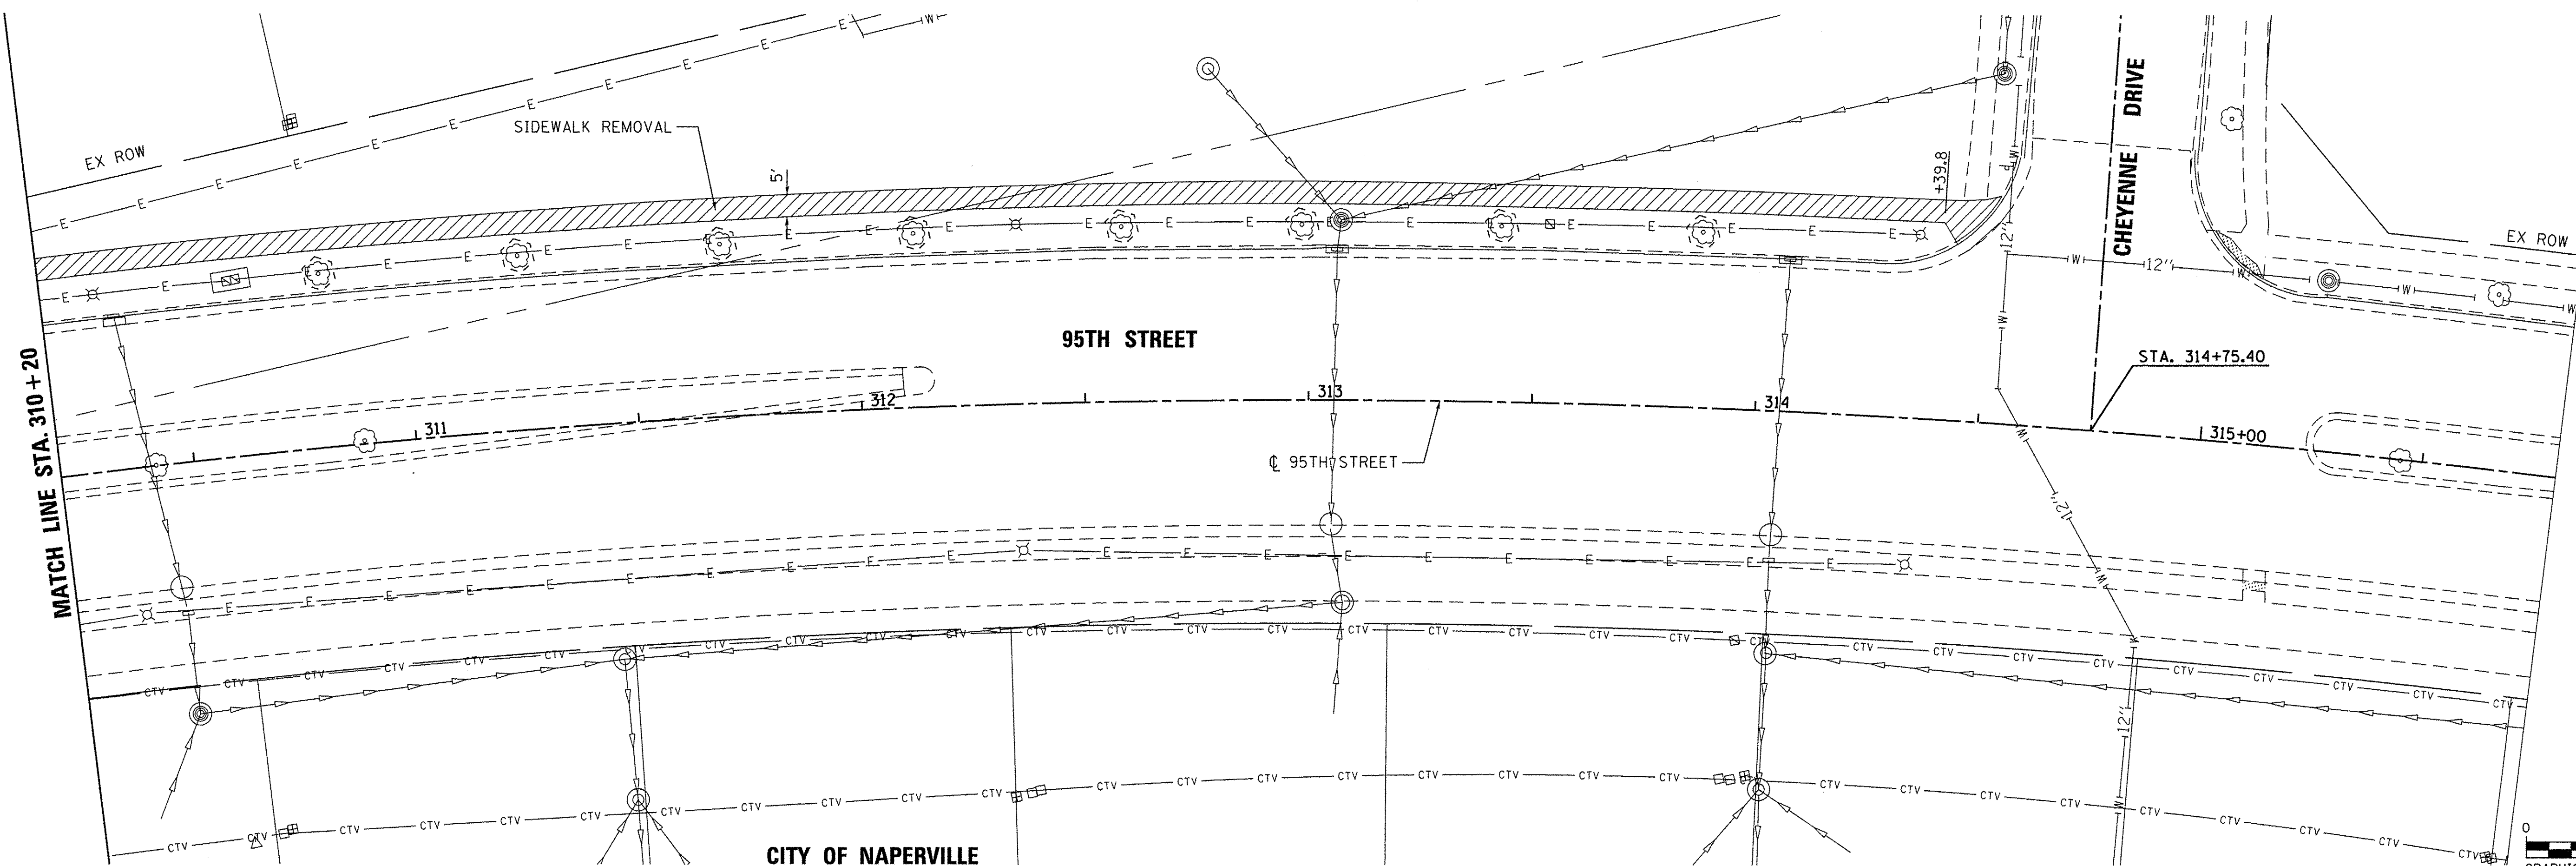 EX ROW
SIDEWALK REMOVAL
5'
+39.8
CHEYENNE DRIVE
EX ROW
12"
12"
95TH STREET
STA. 314+75.40
MATCH LINE STA. 310+20
311
312
313
314
315+00
℄ 95TH STREET
12"
12"
E
W
P
CTV
CITY OF NAPERVILLE
0